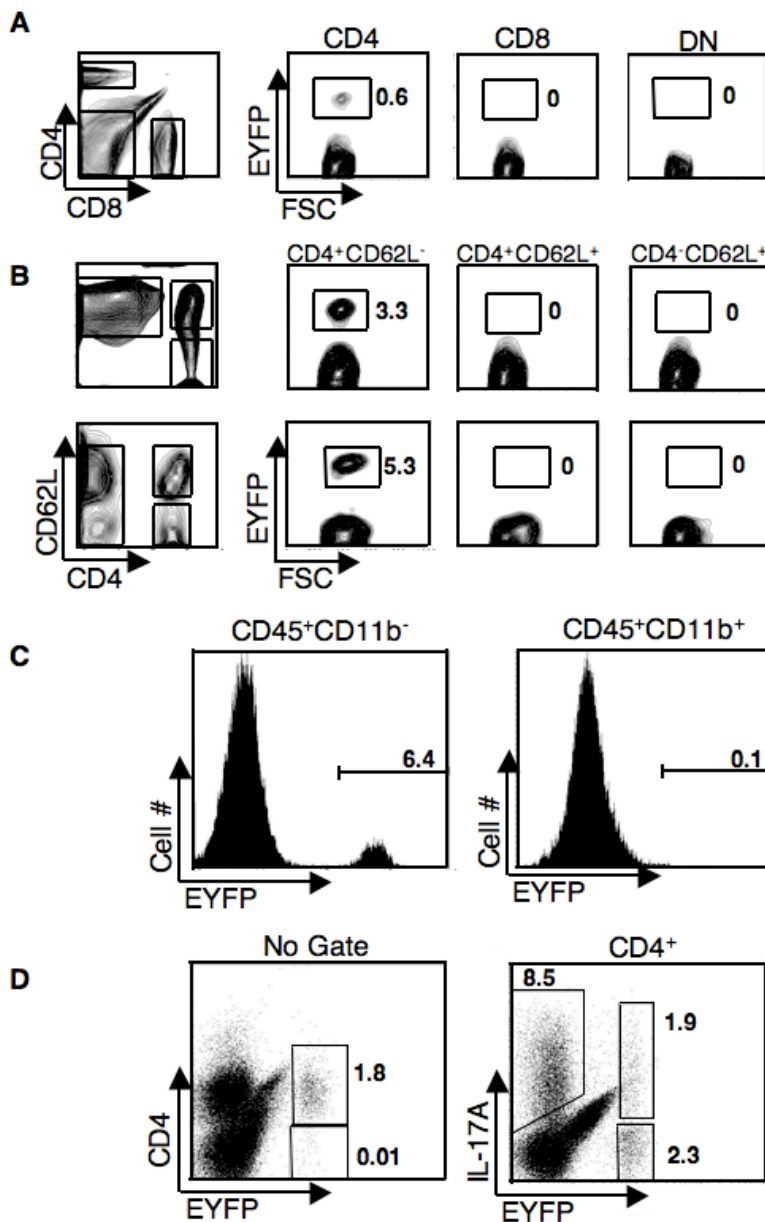 A
CD4
CD8
DN
CD4
CD8
EYFP
FSC
0.6
0
0
B
CD4⁺CD62L⁻
CD4⁺CD62L⁺
CD4⁻CD62L⁺
3.3
0
0
CD62L
CD4
EYFP
FSC
5.3
0
0
C
CD45⁺CD11b⁻
CD45⁺CD11b⁺
Cell #
EYFP
6.4
Cell #
EYFP
0.1
D
No Gate
CD4⁺
CD4
EYFP
1.8
0.01
IL-17A
EYFP
8.5
1.9
2.3